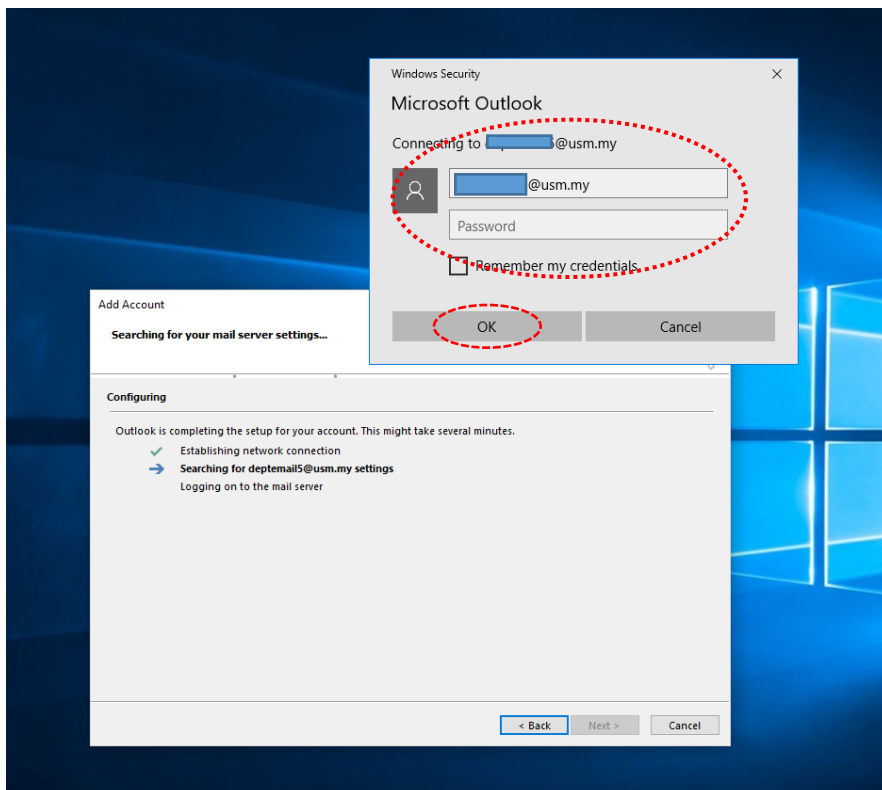 Windows Security
Microsoft Outlook
Connecting to 5@usm.my
@usm.my
Password
Remember my credentials
OK Cancel
Add Account
Searching for your mail server settings...
Configuring
Outlook is completing the setup for your account. This might take several minutes.
Establishing network connection
Searching for deptemail5@usm.my settings
Logging on to the mail server
< Back Next > Cancel